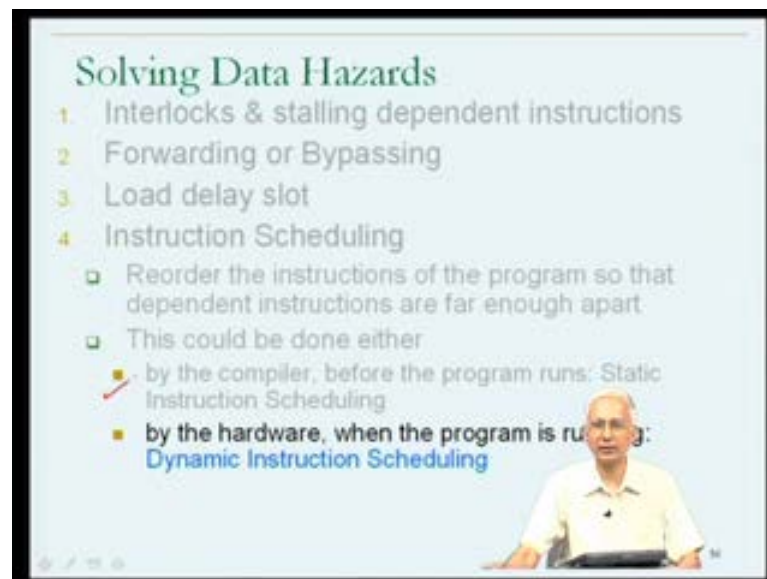 Solving Data Hazards
1. Interlocks & stalling dependent instructions
2. Forwarding or Bypassing
3. Load delay slot
4. Instruction Scheduling
Reorder the instructions of the program so that
dependent instructions are far enough apart
This could be done either
by the compiler, before the program runs: Static
Instruction Scheduling
by the hardware, when the program is
Dynamic Instruction Scheduling